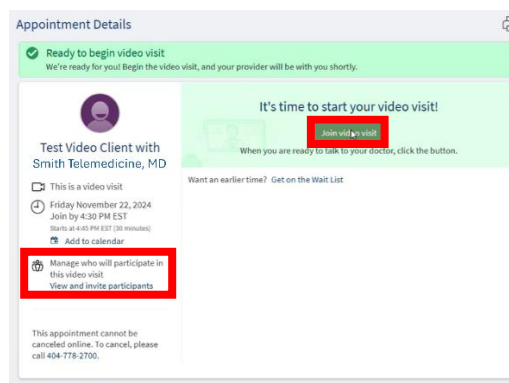 Appointment Details
Ready to begin video visit
We're ready for you! Begin the video visit, and your provider will be with you shortly.
Test Video Client with
Smith Telemedicine, MD
This is a video visit
Friday November 22, 2024
Join by 4:30 PM EST
Starts at 4:45 PM EST (30 minutes)
Add to calendar
Manage who will participate in
this video visit
View and invite participants
This appointment cannot be
canceled online. To cancel, please
call 404-778-2700.
It's time to start your video visit!
Join video visit
When you are ready to talk to your doctor, click the button.
Want an earlier time? Get on the Wait List